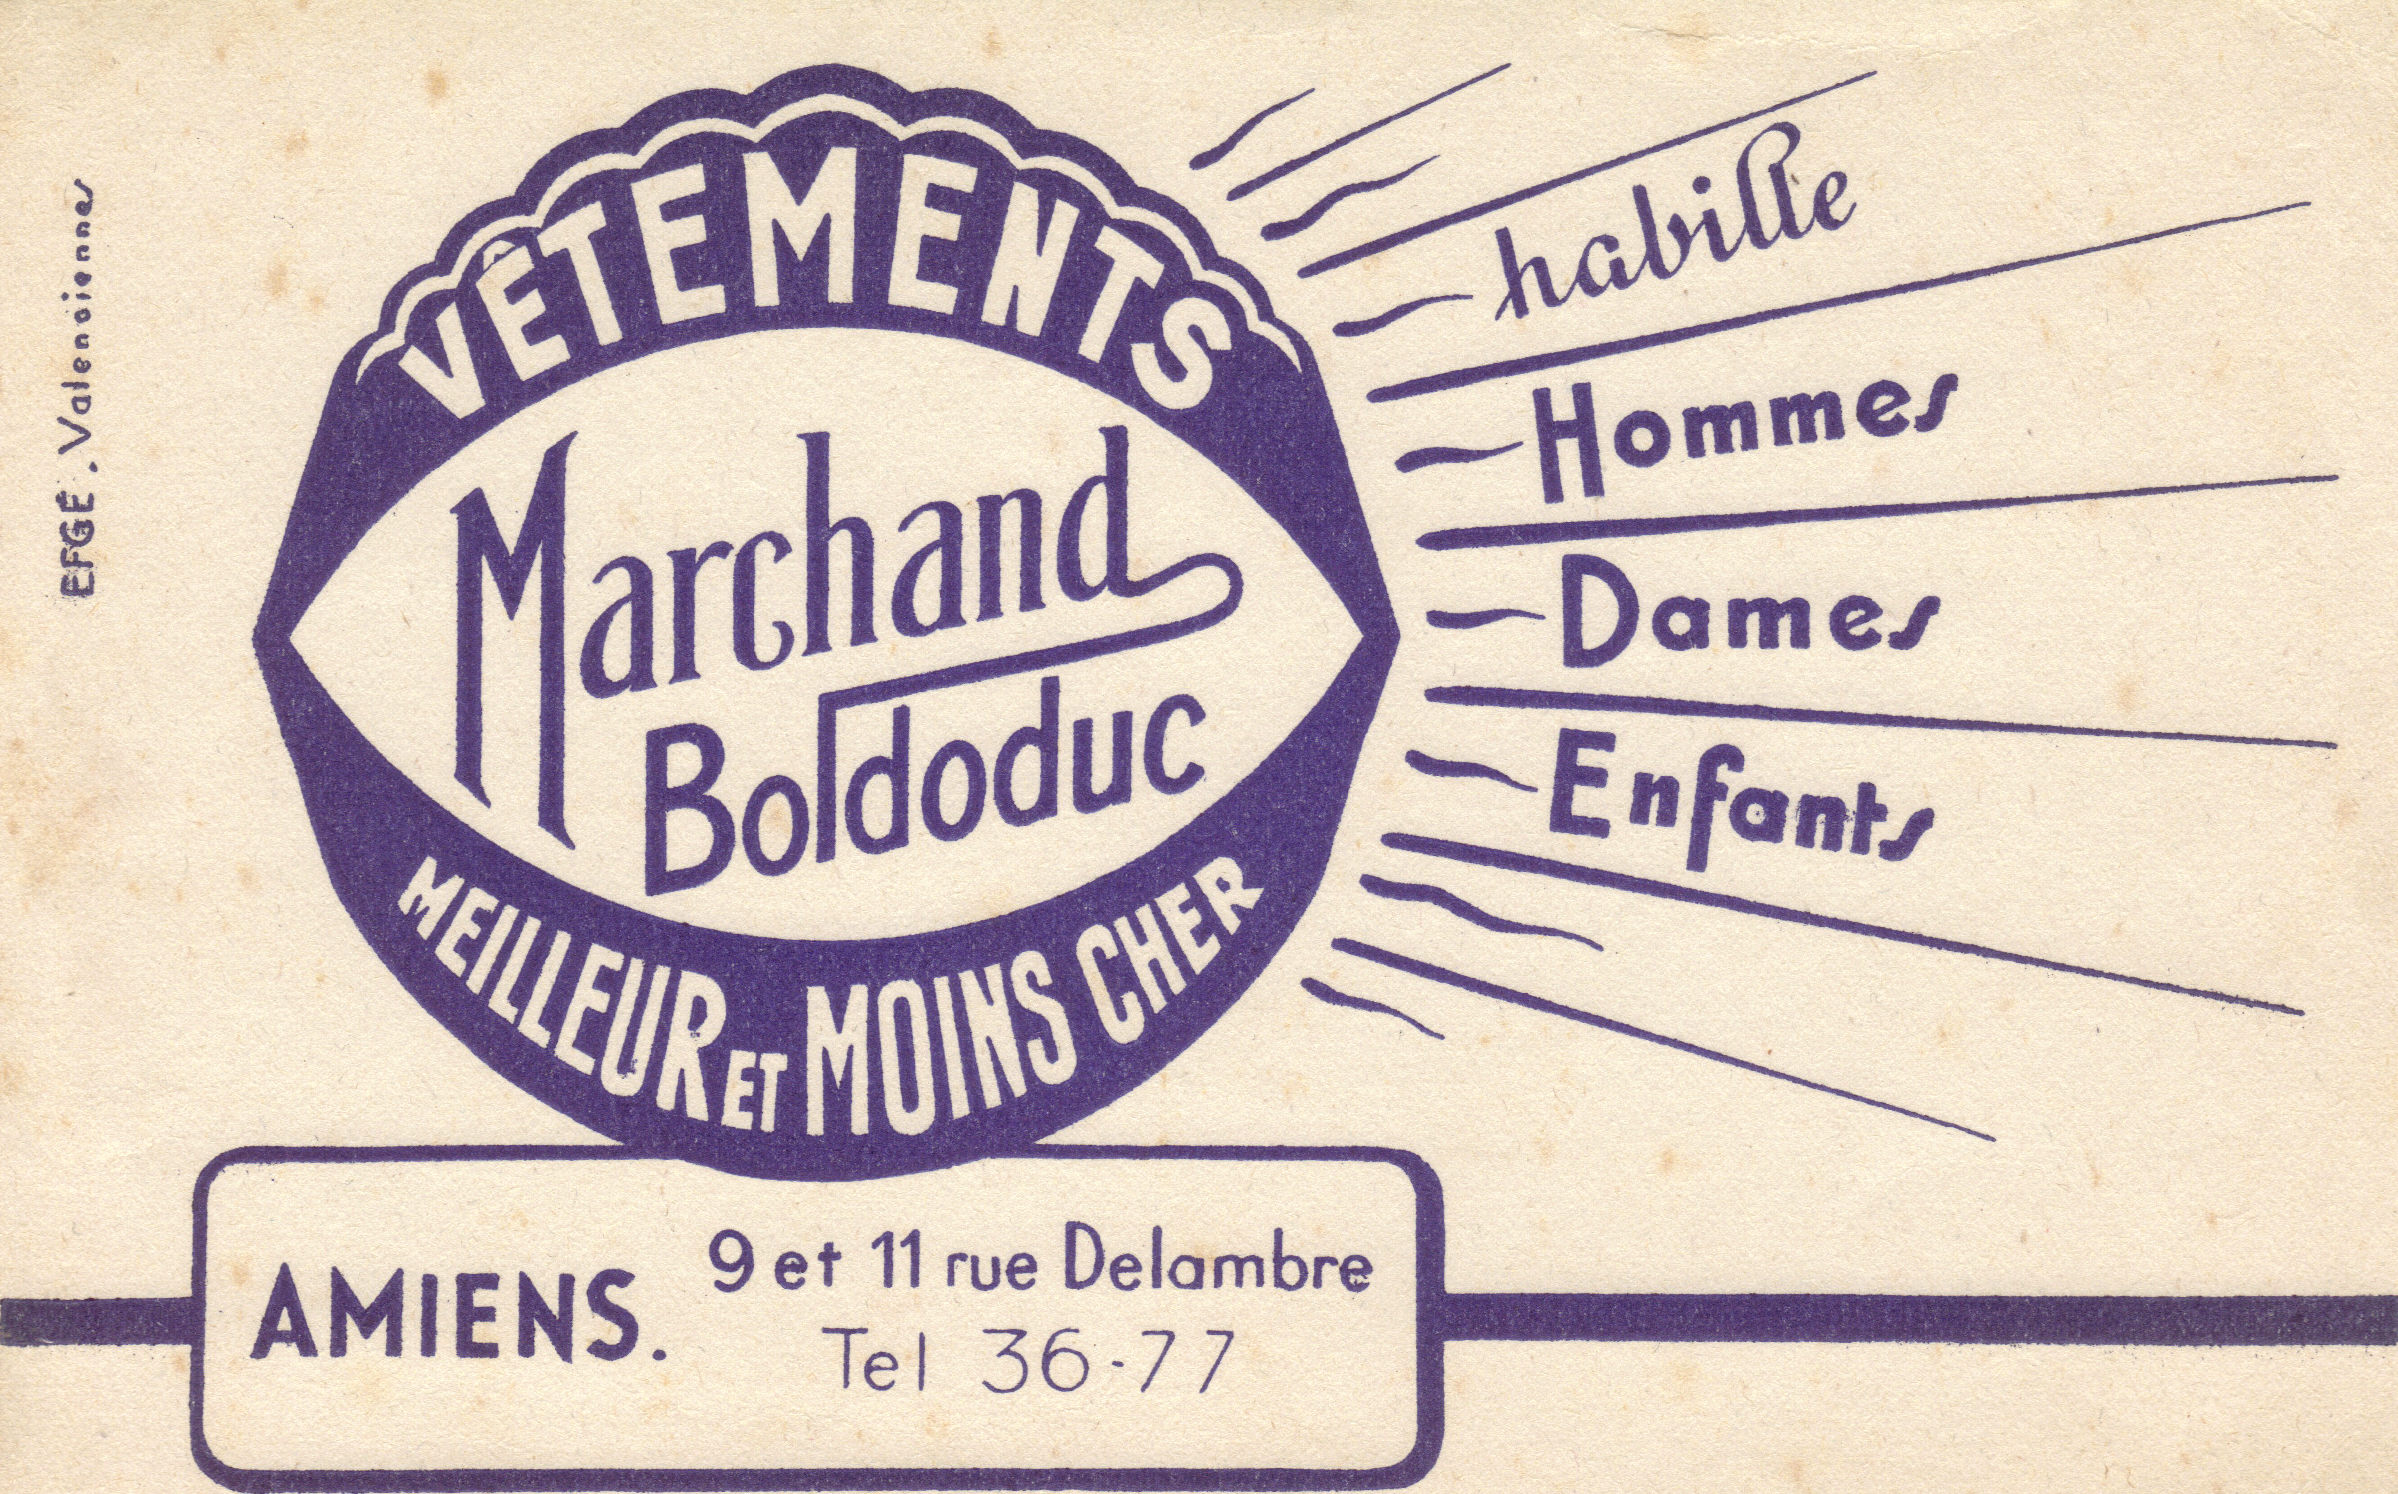 EFGÉ. Valenciennes
VÊTEMENTS
Marchand
Boldoduc
MEILLEUR ET MOINS CHER
habille
Hommes
Dames
Enfants
AMIENS.
9 et 11 rue Delambre
Tel 36-77